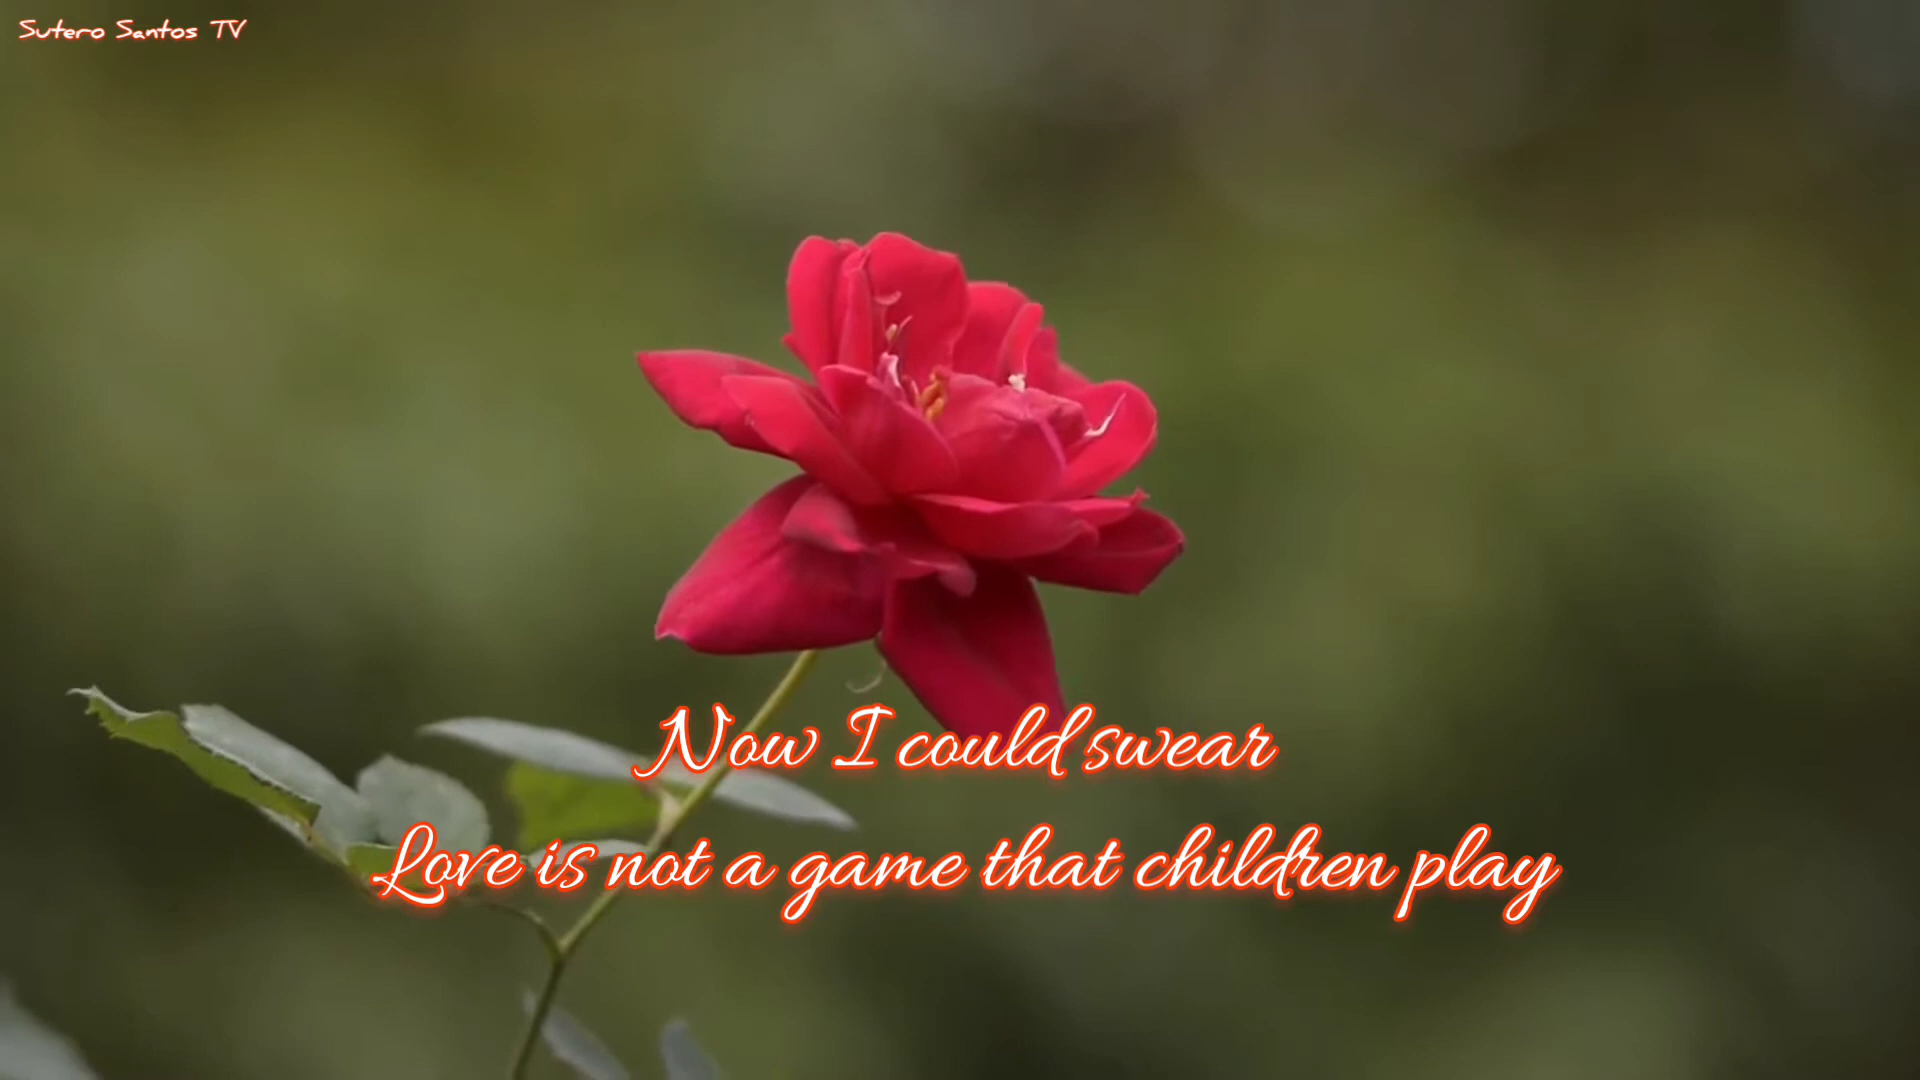 Sutero Santos TV
Now I could swear
Love is not a game that children play